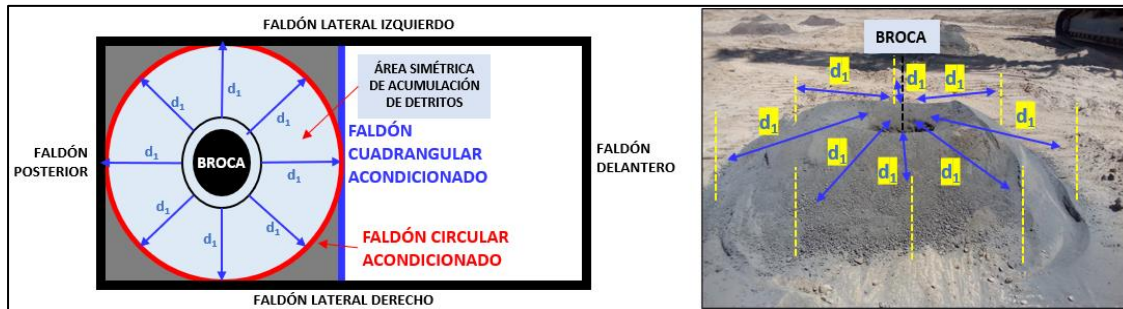 FALDÓN LATERAL IZQUIERDO
ÁREA SIMÉTRICA
DE ACUMULACIÓN
DE DETRITOS
d1
d1
d1
d1
d1
d1
d1
d1
BROCA
FALDÓN
POSTERIOR
FALDÓN
CUADRANGULAR
ACONDICIONADO
FALDÓN
DELANTERO
FALDÓN CIRCULAR
ACONDICIONADO
FALDÓN LATERAL DERECHO
BROCA
d1
d1
d1
d1
d1
d1
d1
d1